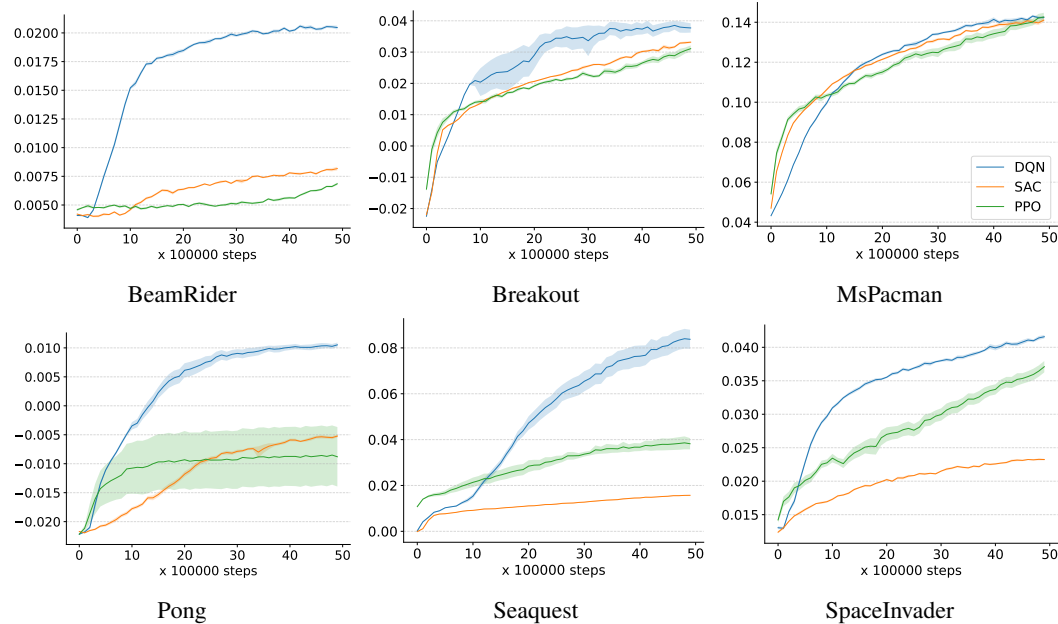 0.0200
0.0175
0.0150
0.0125
0.0100
0.0075
0.0050
0 10 20 30 40 50
x 100000 steps
BeamRider
0.04
0.03
0.02
0.01
0.00
−0.01
−0.02
0 10 20 30 40 50
x 100000 steps
Breakout
0.14
0.12
0.10
0.08
0.06
0.04
DQN
SAC
PPO
0 10 20 30 40 50
x 100000 steps
MsPacman
0.010
0.005
0.000
−0.005
−0.010
−0.015
−0.020
0 10 20 30 40 50
x 100000 steps
Pong
0.08
0.06
0.04
0.02
0.00
0 10 20 30 40 50
x 100000 steps
Seaquest
0.040
0.035
0.030
0.025
0.020
0.015
0 10 20 30 40 50
x 100000 steps
SpaceInvader